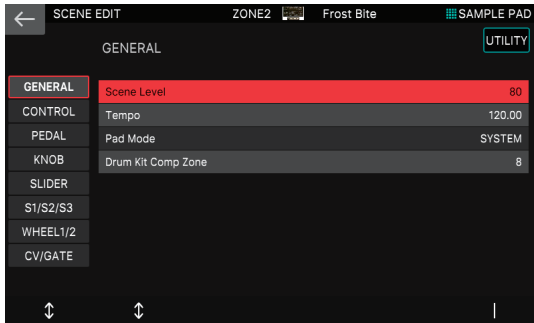 SCENE EDIT ZONE2 Frost Bite SAMPLE PAD
GENERAL UTILITY
GENERAL Scene Level 80
CONTROL Tempo 120.00
PEDAL Pad Mode SYSTEM
KNOB Drum Kit Comp Zone 8
SLIDER
S1/S2/S3
WHEEL1/2
CV/GATE